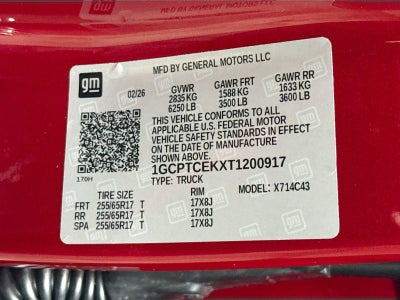 gm
MFD BY GENERAL MOTORS LLC
02/26
GVWR GAWR FRT GAWR RR
2835 KG 1588 KG 1633 KG
6250 LB 3500 LB 3600 LB
THIS VEHICLE CONFORMS TO ALL
APPLICABLE U.S. FEDERAL MOTOR
VEHICLE SAFETY STANDARDS IN EFFECT
ON THE DATE OF MANUFACTURE
SHOWN ABOVE.
1GCPTCEKXT1200917
170H
TYPE: TRUCK MODEL: X714C43
TIRE SIZE RIM
FRT 255/65R17 T 17X8J
RR 255/65R17 T 17X8J
SPA 255/65R17 T 17X8J